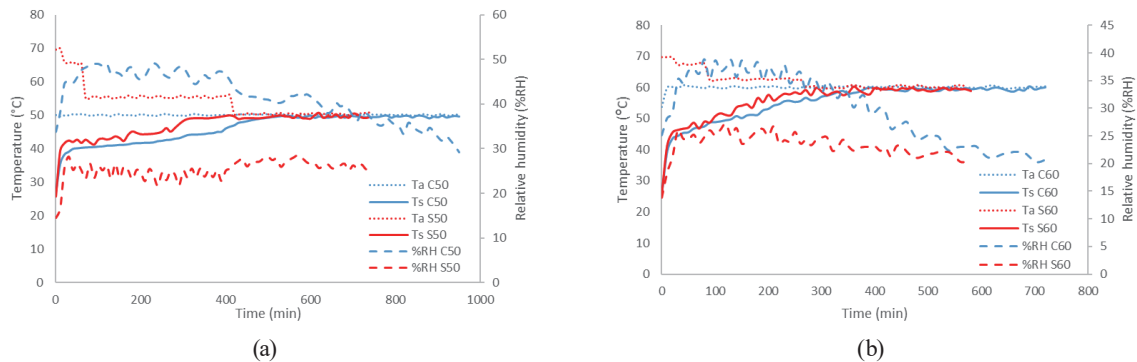 80
70
60
50
40
30
20
10
0
Temperature (°C)
60
50
40
30
20
10
0
Relative humidity (%RH)
0
200
400
600
800
1000
Time (min)
Ta C50
Ts C50
Ta S50
Ts S50
%RH C50
%RH S50
(a)
80
70
60
50
40
30
20
10
0
Temperature (°C)
45
40
35
30
25
20
15
10
5
0
Relative humidity (%RH)
0
100
200
300
400
500
600
700
800
Time (min)
Ta C60
Ts C60
Ta S60
Ts S60
%RH C60
%RH S60
(b)